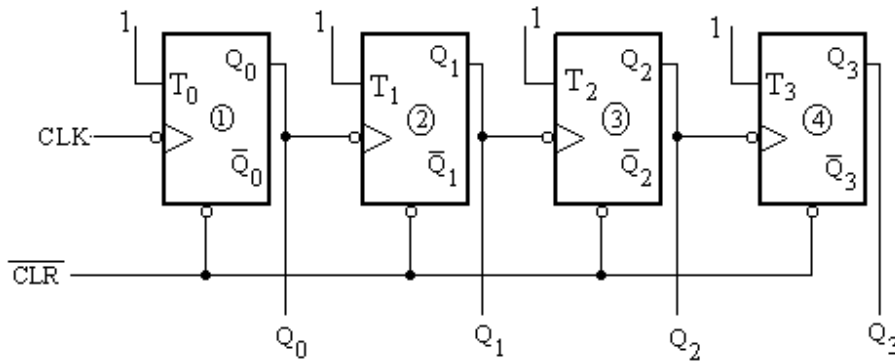 1 1 1 1
Q₀ Q₁ Q₂ Q₃
T₀ T₁ T₂ T₃
① ② ③ ④
CLK
Q̅₀ Q̅₁ Q̅₂ Q̅₃
C̅L̅R̅
Q₀ Q₁ Q₂ Q₃